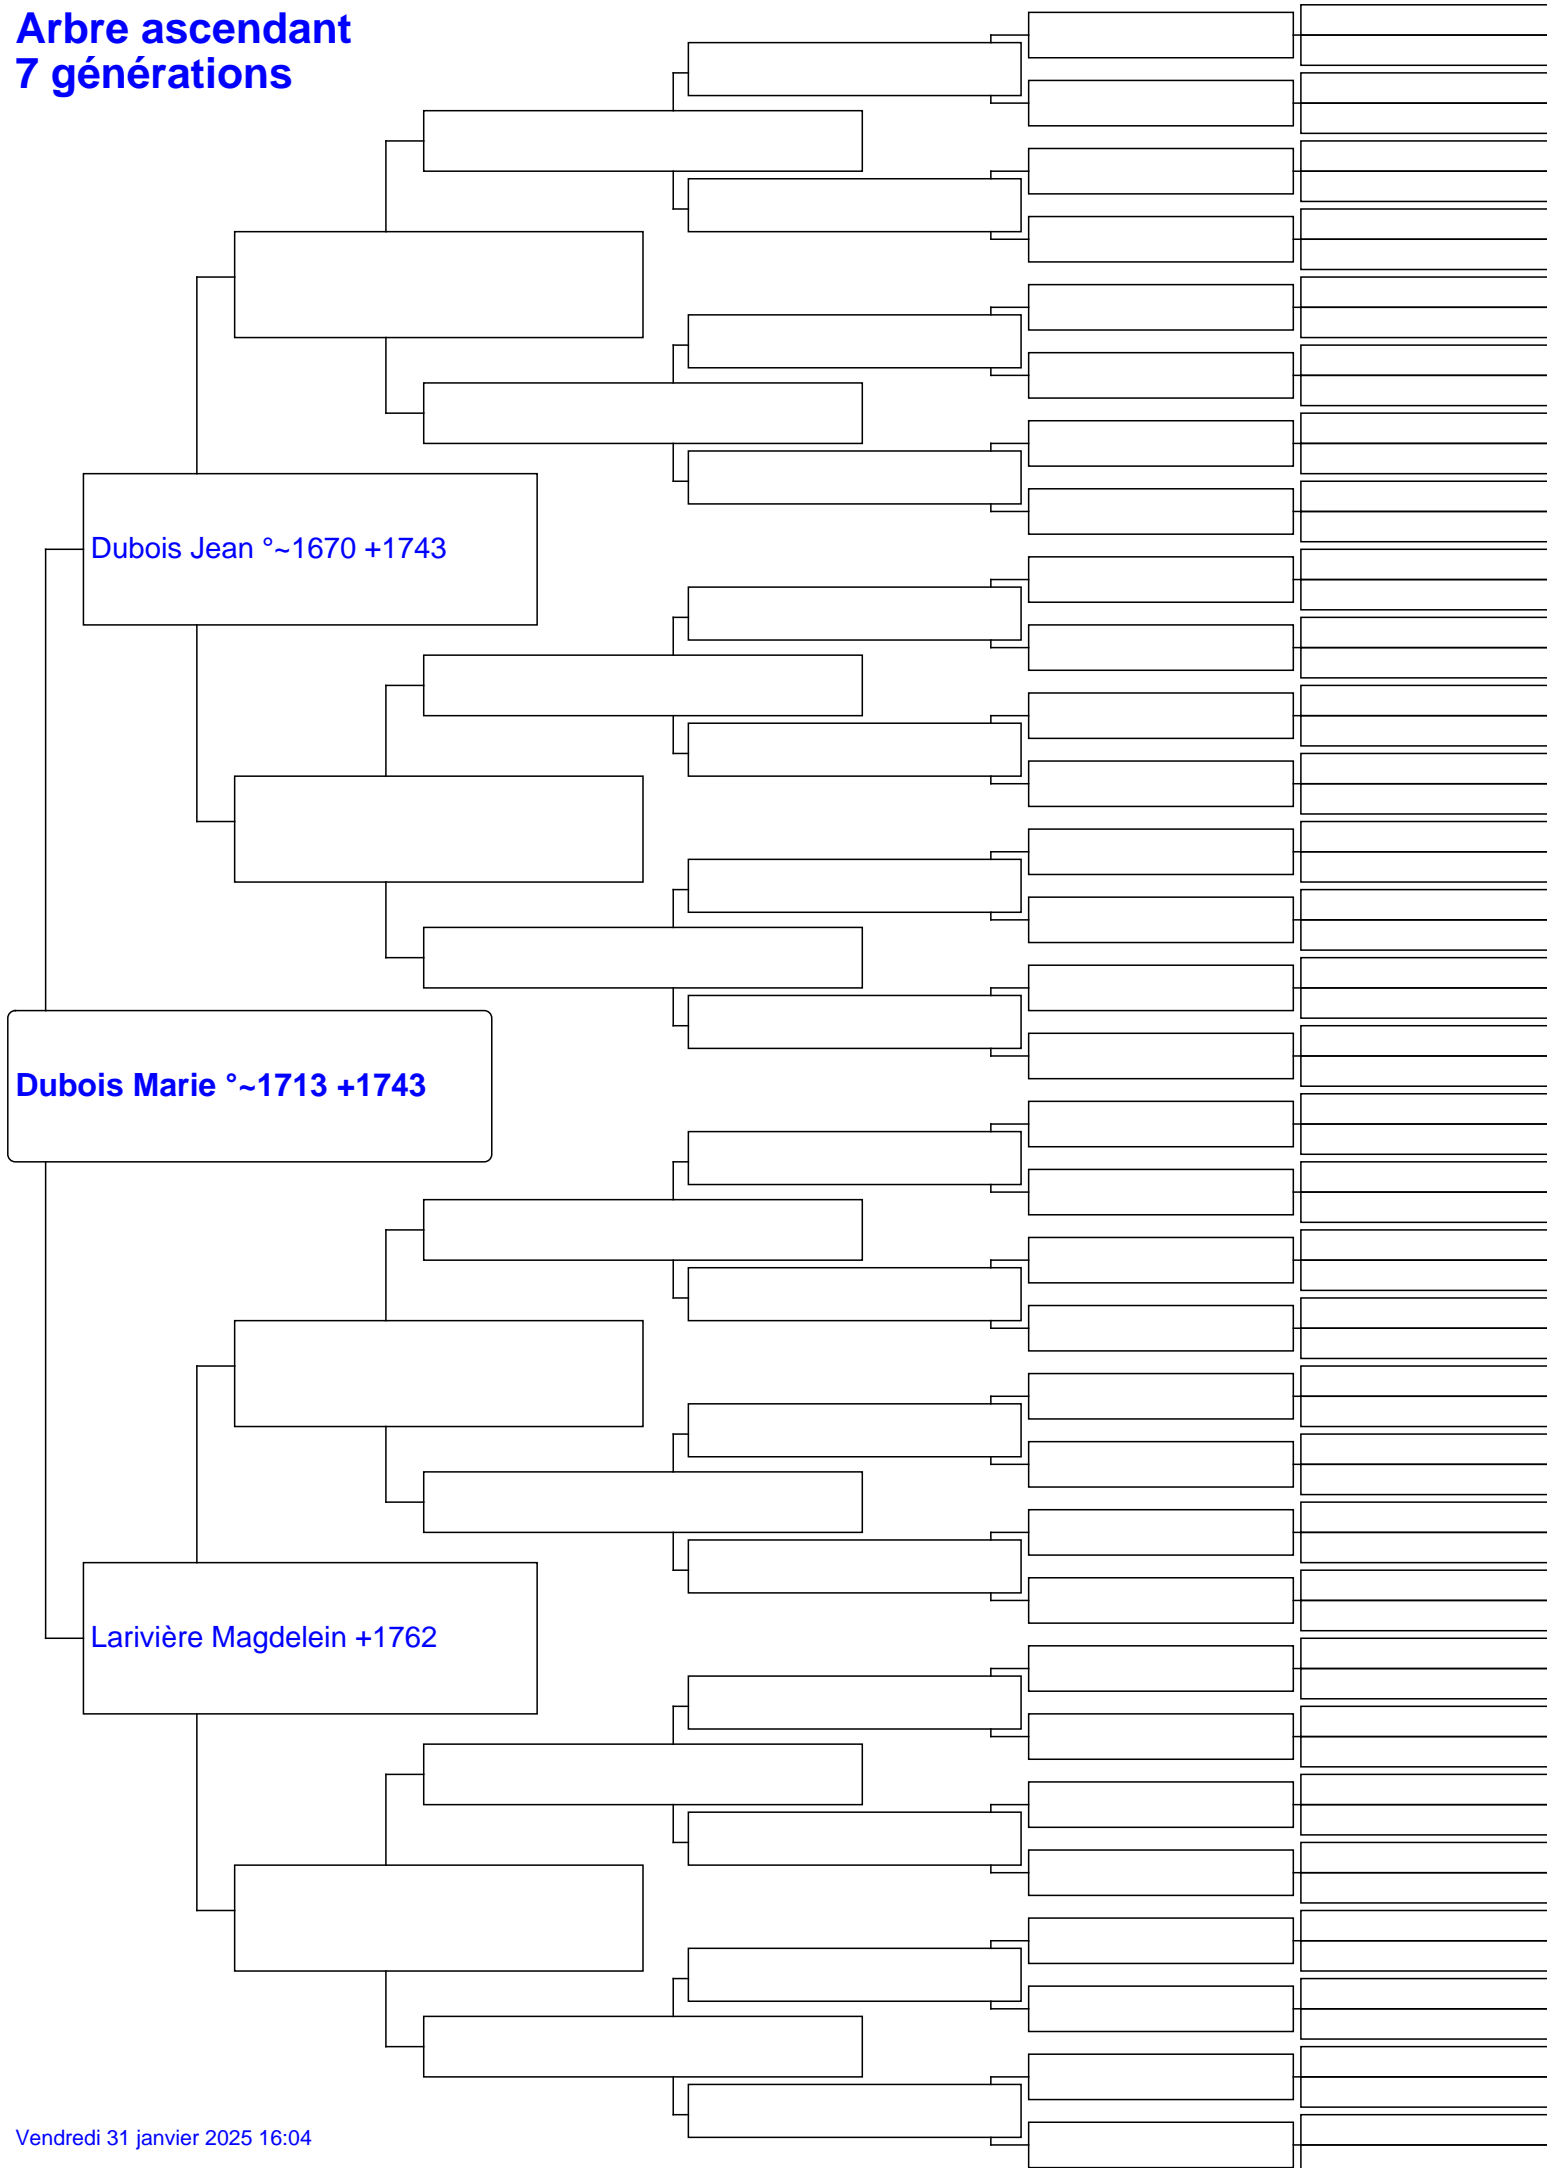 Arbre ascendant
7 générations
Dubois Jean °~1670 +1743
Dubois Marie °~1713 +1743
Larivière Magdelein +1762
Vendredi 31 janvier 2025 16:04